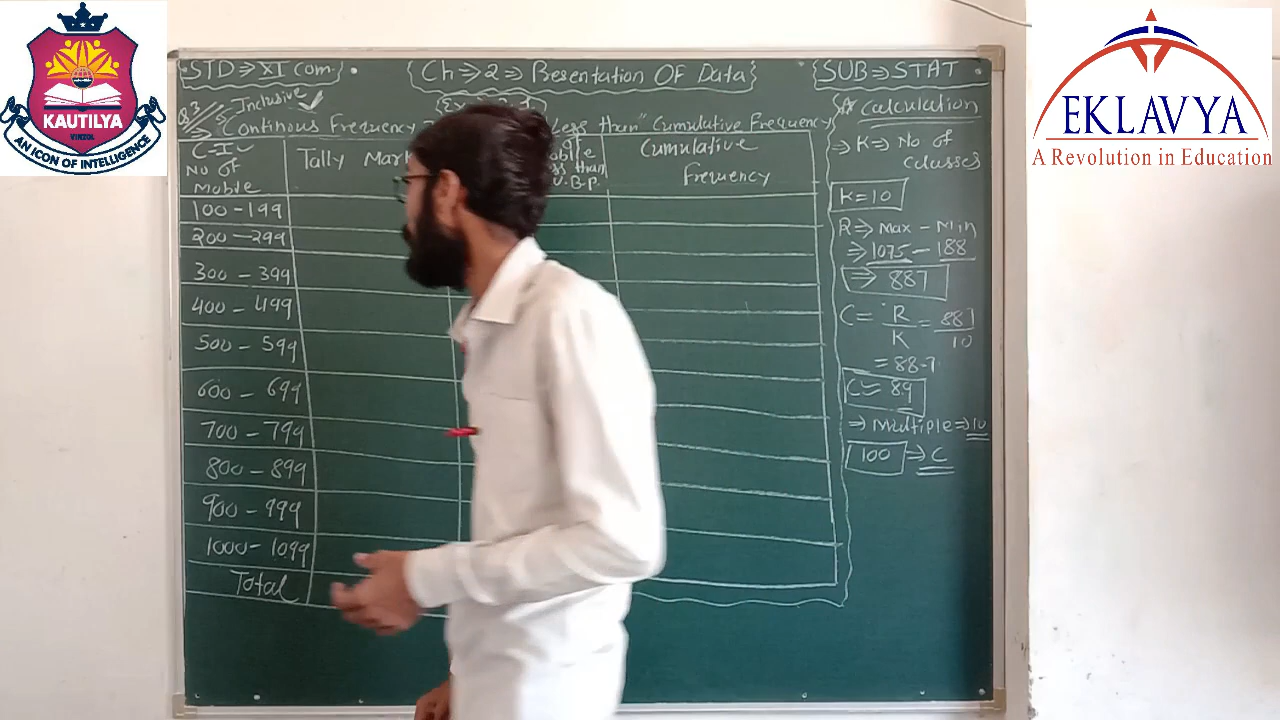 KAUTILYA
VINZOL
AN ICON OF INTELLIGENCE
EKLAVYA
A Revolution in Education
STD ⇒ XI Com.
Ch ⇒ 2 ⇒ Besentation OF Data
SUB ⇒ STAT
Inclusive ✓
⇒ Continous Frequency
Less than" Cumulative Frequency
C-I ✓
No of
Mobile
Tally
Cumulative
Frequency
U.B.P.
100 - 199
200 - 299
300 - 399
400 - 499
500 - 599
600 - 699
700 - 799
800 - 899
900 - 999
1000 - 1099
Total
Calculation
⇒ K ⇒ No of
Classes
K = 10
R ⇒ Max - Min
⇒ 1075 - 188
⇒ 887
C = R/K = 887/10
= 88.7
C ≈ 89
⇒ Multiple ⇒ 10
100 ⇒ C